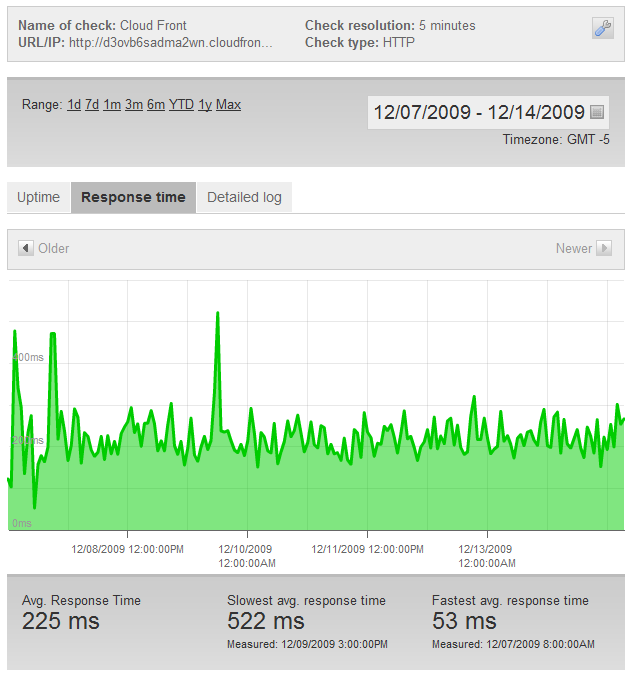 Name of check: Cloud Front
Check resolution: 5 minutes
URL/IP: http://d3ovb6sadma2wn.cloudfron...
Check type: HTTP
Range: 1d 7d 1m 3m 6m YTD 1y Max
12/07/2009 - 12/14/2009
Timezone: GMT -5
Uptime
Response time
Detailed log
Older
Newer
400ms
200ms
0ms
12/08/2009 12:00:00PM
12/10/2009
12:00:00AM
12/11/2009 12:00:00PM
12/13/2009
12:00:00AM
Avg. Response Time
225 ms
Slowest avg. response time
522 ms
Measured: 12/09/2009 3:00:00PM
Fastest avg. response time
53 ms
Measured: 12/07/2009 8:00:00AM